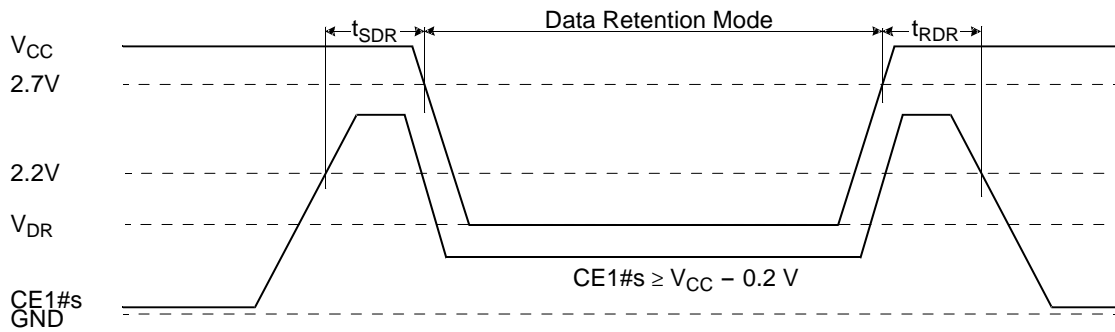 Data Retention Mode
tSDR
tRDR
VCC
2.7V
2.2V
VDR
CE1#s ≥ VCC – 0.2 V
CE1#s
GND